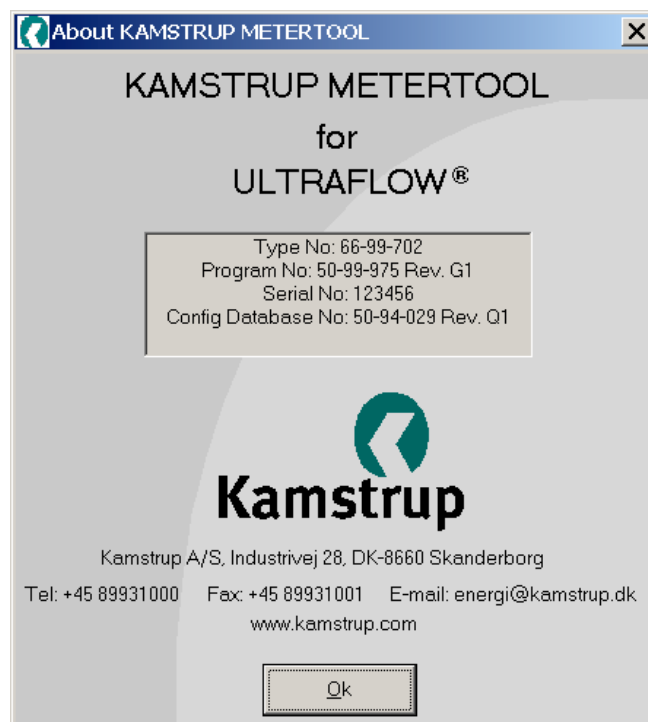 About KAMSTRUP METERTOOL
KAMSTRUP METERTOOL
for
ULTRAFLOW®
Type No: 66-99-702
Program No: 50-99-975 Rev. G1
Serial No: 123456
Config Database No: 50-94-029 Rev. Q1
Kamstrup
Kamstrup A/S, Industrivej 28, DK-8660 Skanderborg
Tel: +45 89931000 Fax: +45 89931001 E-mail: energi@kamstrup.dk
www.kamstrup.com
Ok